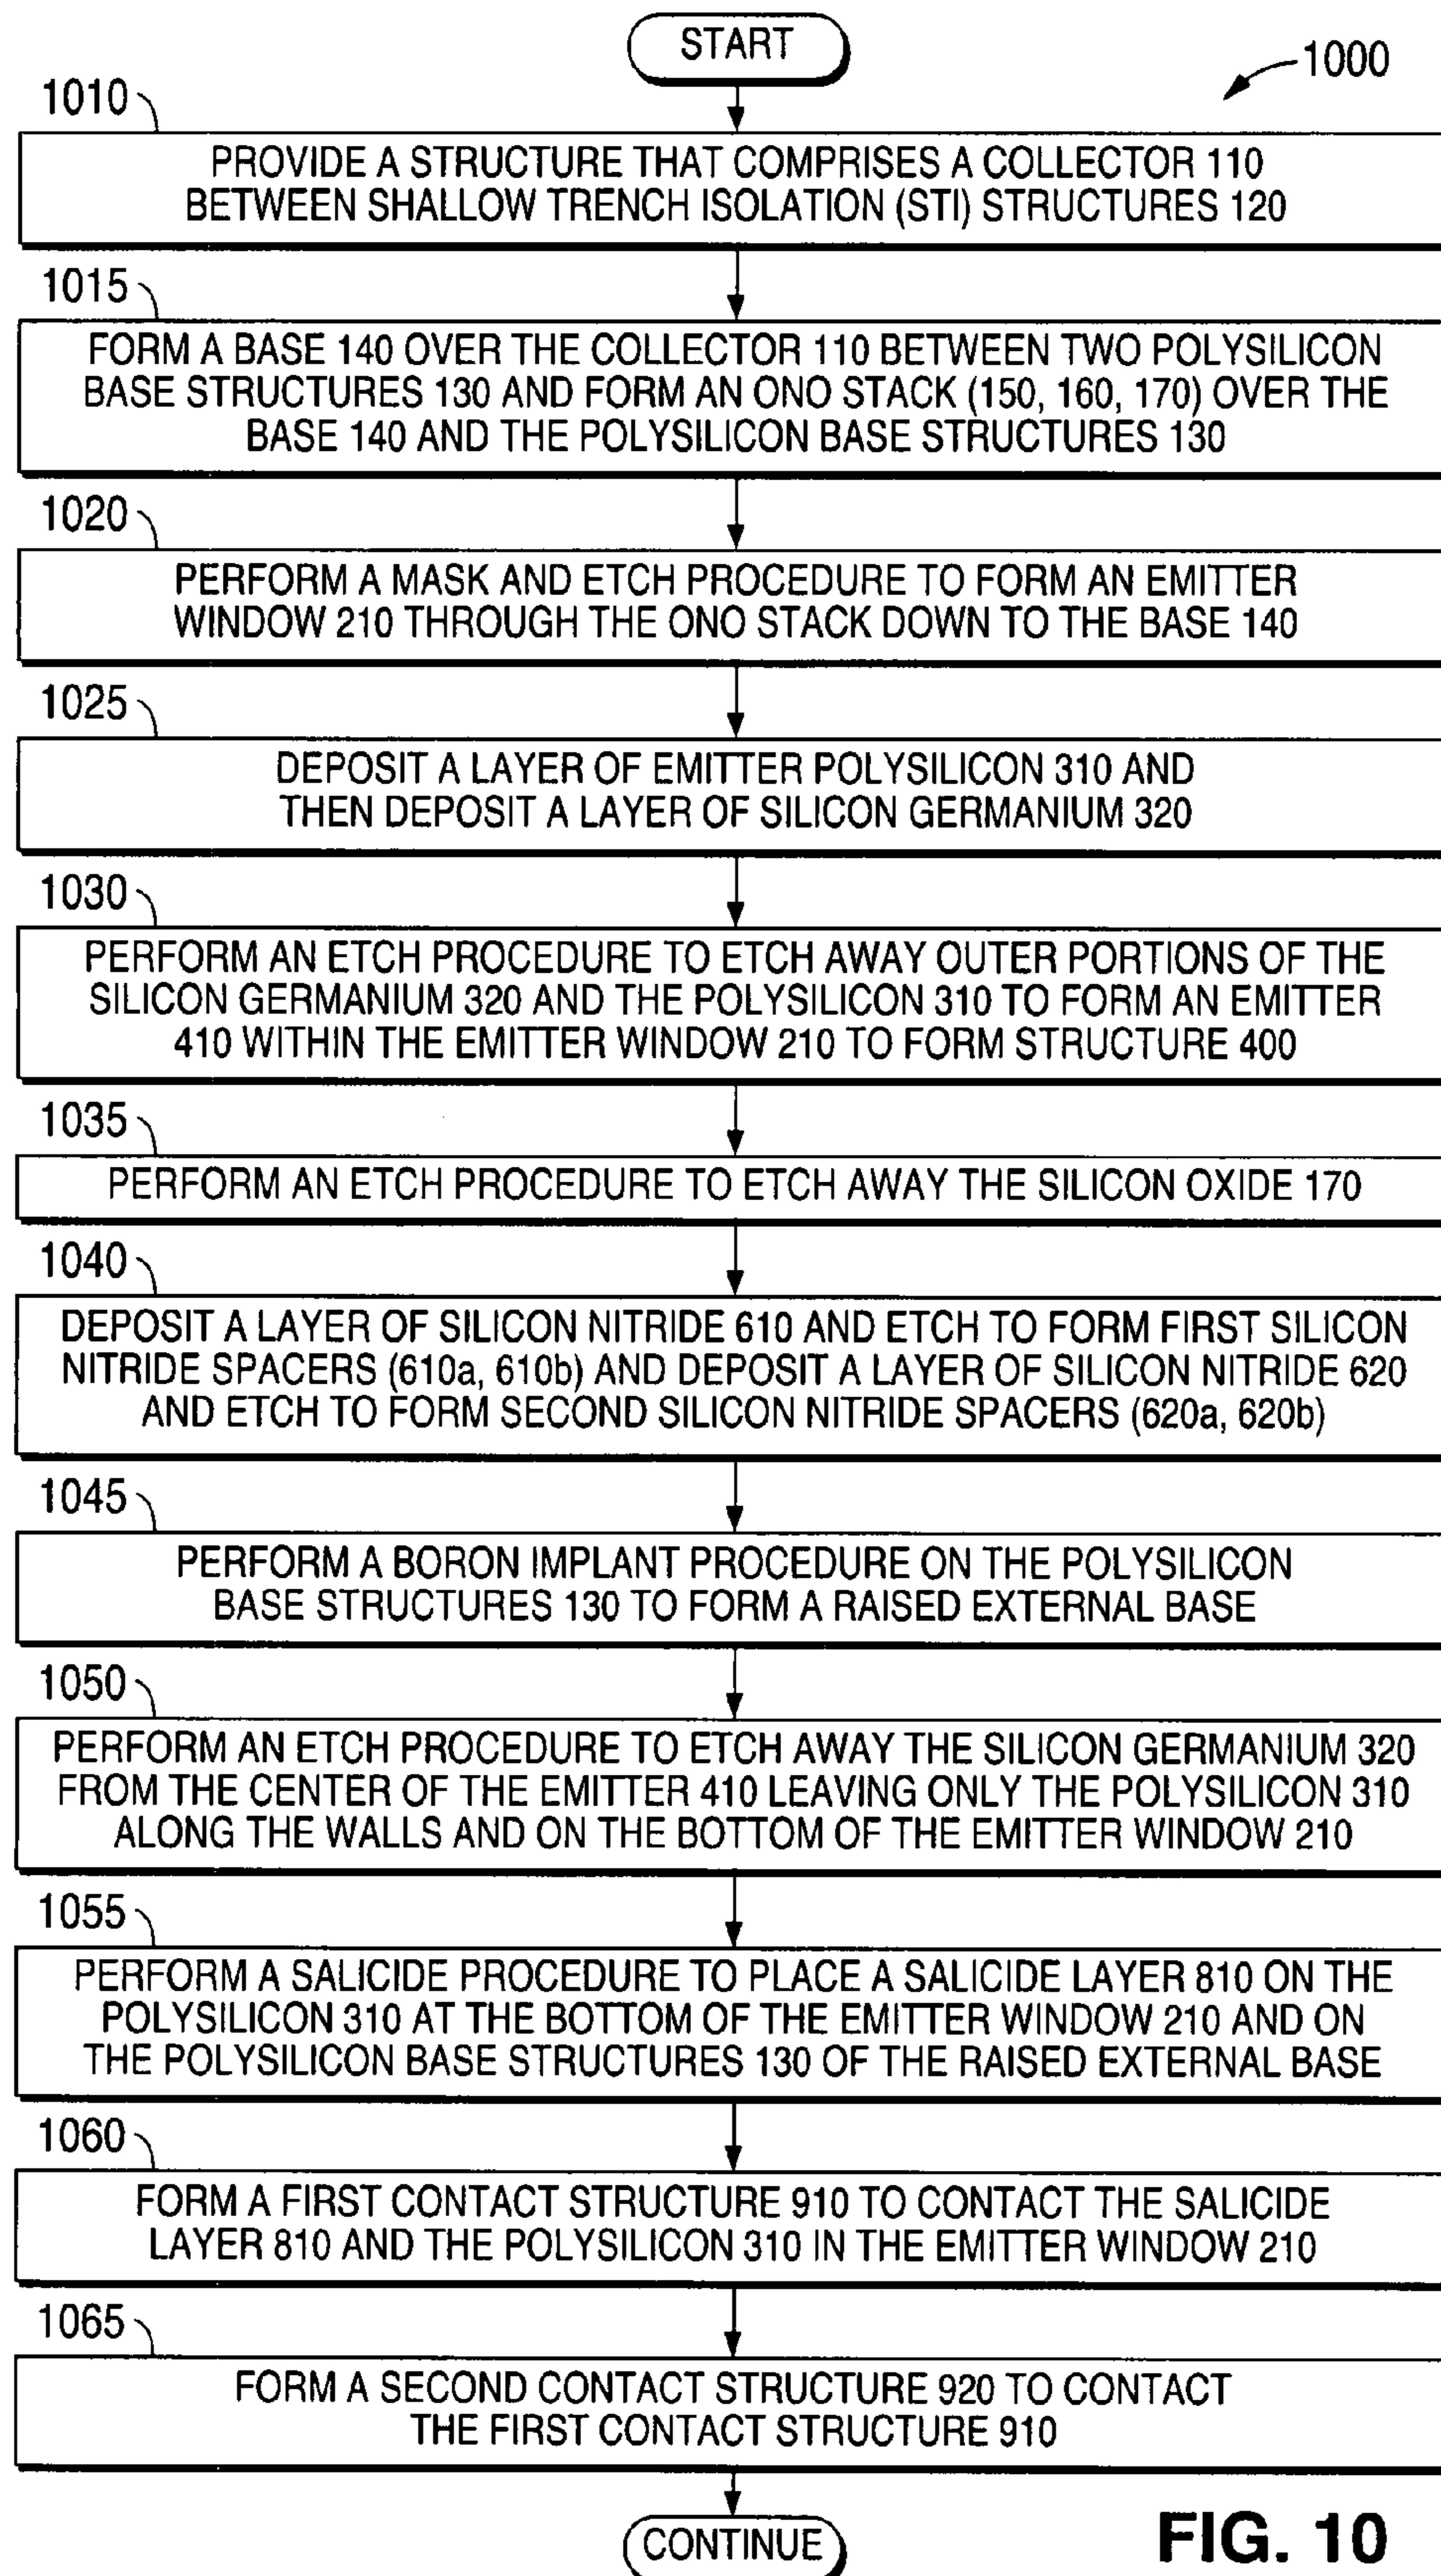 START
1000
1010
PROVIDE A STRUCTURE THAT COMPRISES A COLLECTOR 110
BETWEEN SHALLOW TRENCH ISOLATION (STI) STRUCTURES 120
1015
FORM A BASE 140 OVER THE COLLECTOR 110 BETWEEN TWO POLYSILICON
BASE STRUCTURES 130 AND FORM AN ONO STACK (150, 160, 170) OVER THE
BASE 140 AND THE POLYSILICON BASE STRUCTURES 130
1020
PERFORM A MASK AND ETCH PROCEDURE TO FORM AN EMITTER
WINDOW 210 THROUGH THE ONO STACK DOWN TO THE BASE 140
1025
DEPOSIT A LAYER OF EMITTER POLYSILICON 310 AND
THEN DEPOSIT A LAYER OF SILICON GERMANIUM 320
1030
PERFORM AN ETCH PROCEDURE TO ETCH AWAY OUTER PORTIONS OF THE
SILICON GERMANIUM 320 AND THE POLYSILICON 310 TO FORM AN EMITTER
410 WITHIN THE EMITTER WINDOW 210 TO FORM STRUCTURE 400
1035
PERFORM AN ETCH PROCEDURE TO ETCH AWAY THE SILICON OXIDE 170
1040
DEPOSIT A LAYER OF SILICON NITRIDE 610 AND ETCH TO FORM FIRST SILICON
NITRIDE SPACERS (610a, 610b) AND DEPOSIT A LAYER OF SILICON NITRIDE 620
AND ETCH TO FORM SECOND SILICON NITRIDE SPACERS (620a, 620b)
1045
PERFORM A BORON IMPLANT PROCEDURE ON THE POLYSILICON
BASE STRUCTURES 130 TO FORM A RAISED EXTERNAL BASE
1050
PERFORM AN ETCH PROCEDURE TO ETCH AWAY THE SILICON GERMANIUM 320
FROM THE CENTER OF THE EMITTER 410 LEAVING ONLY THE POLYSILICON 310
ALONG THE WALLS AND ON THE BOTTOM OF THE EMITTER WINDOW 210
1055
PERFORM A SALICIDE PROCEDURE TO PLACE A SALICIDE LAYER 810 ON THE
POLYSILICON 310 AT THE BOTTOM OF THE EMITTER WINDOW 210 AND ON
THE POLYSILICON BASE STRUCTURES 130 OF THE RAISED EXTERNAL BASE
1060
FORM A FIRST CONTACT STRUCTURE 910 TO CONTACT THE SALICIDE
LAYER 810 AND THE POLYSILICON 310 IN THE EMITTER WINDOW 210
1065
FORM A SECOND CONTACT STRUCTURE 920 TO CONTACT
THE FIRST CONTACT STRUCTURE 910
CONTINUE
FIG. 10